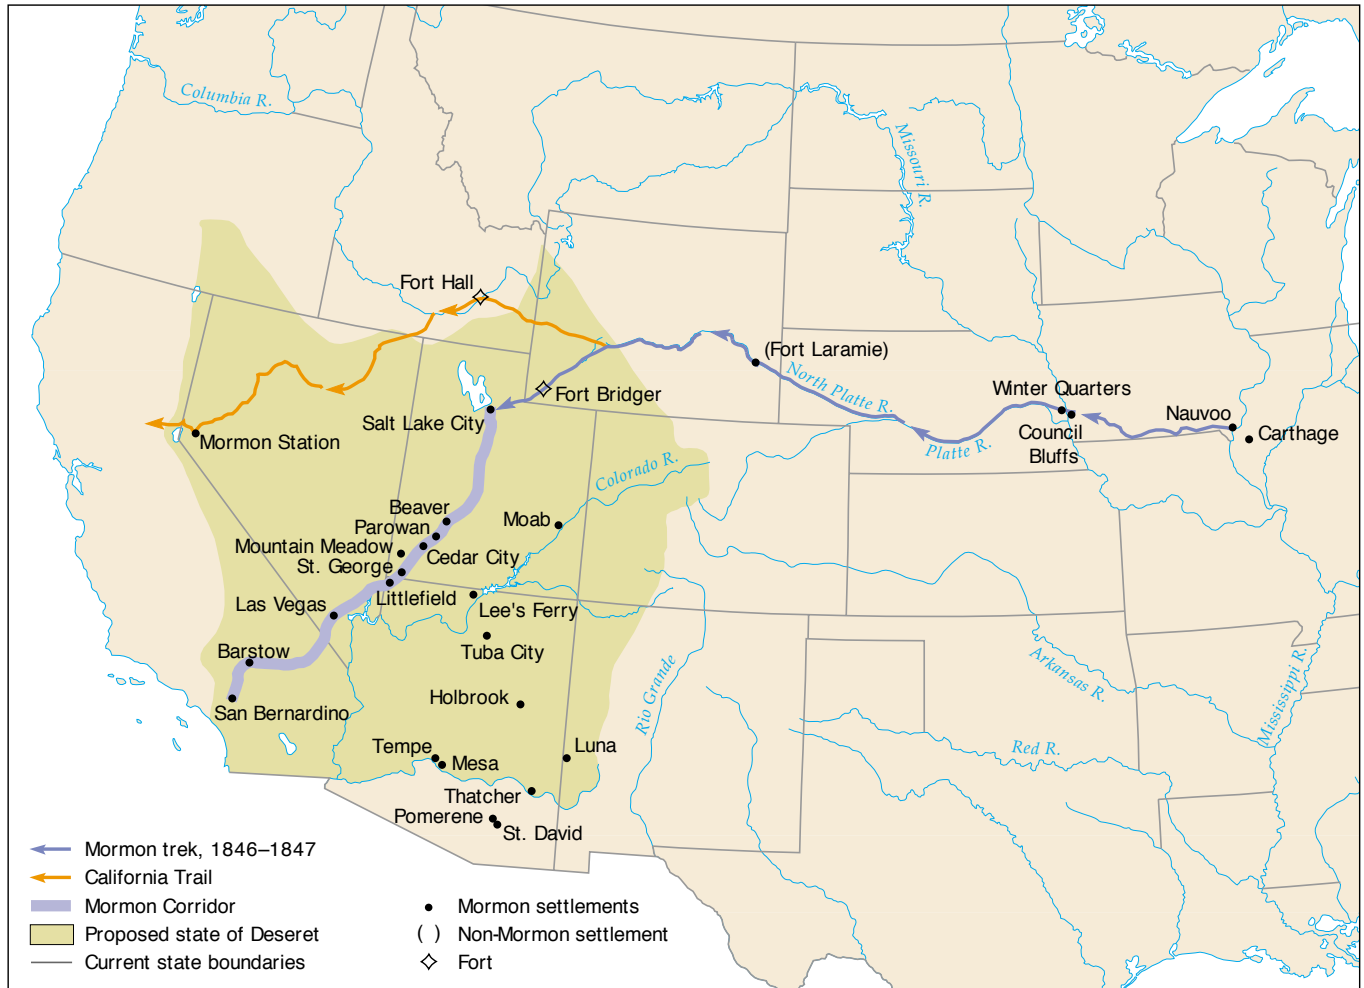 Columbia R.
Missouri R.
Fort Hall
(Fort Laramie)
North Platte R.
Winter Quarters
Fort Bridger
Nauvoo
Salt Lake City
Carthage
Mormon Station
Council
Bluffs
Platte R.
Colorado R.
Beaver
Moab
Parowan
Mountain Meadow
Cedar City
St. George
Littlefield
Las Vegas
Lee's Ferry
Tuba City
Barstow
Arkansas R.
Mississippi R.
Rio Grande
Holbrook
San Bernardino
Tempe
Luna
Red R.
Mesa
Thatcher
Pomerene
St. David
Mormon trek, 1846–1847
California Trail
Mormon Corridor
Proposed state of Deseret
Current state boundaries
Mormon settlements
( ) Non-Mormon settlement
Fort